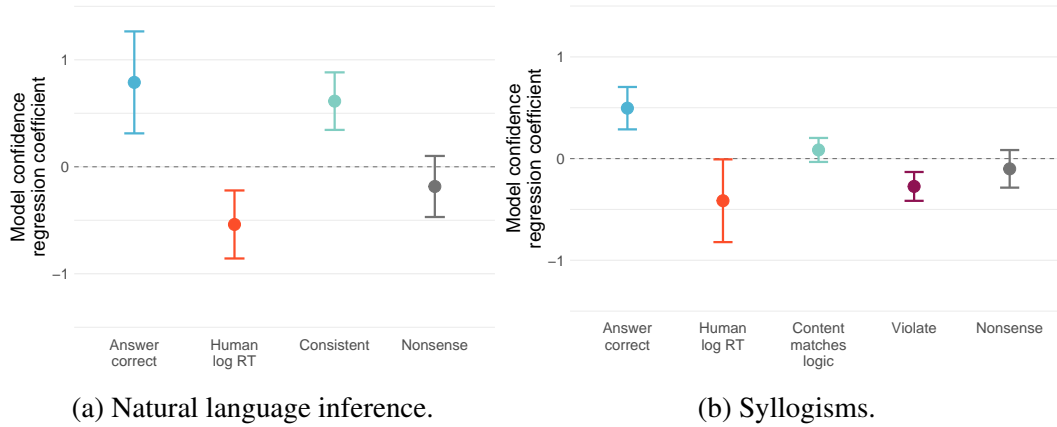 Model confidence
regression coefficient
1
0
−1
Answer
correct
Human
log RT
Consistent
Nonsense
(a) Natural language inference.
Model confidence
regression coefficient
1
0
−1
Answer
correct
Human
log RT
Content
matches
logic
Violate
Nonsense
(b) Syllogisms.